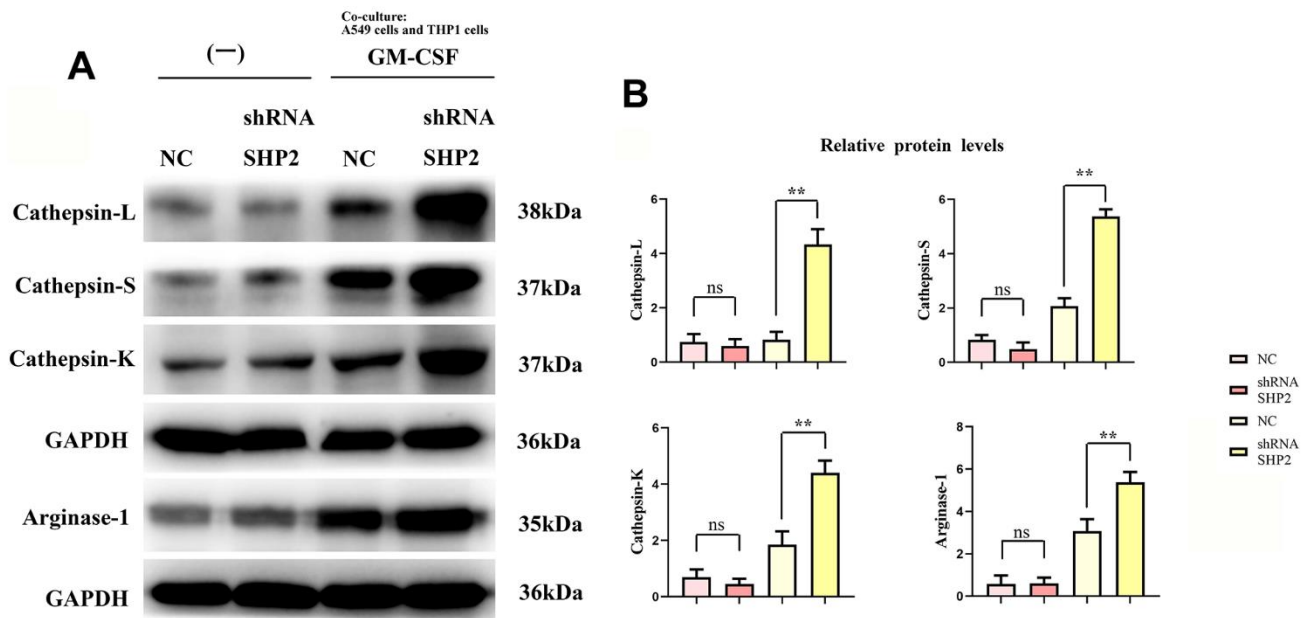 Co-culture:
A549 cells and THP1 cells
A
(—)
GM-CSF
shRNA
shRNA
NC
SHP2
NC
SHP2
Cathepsin-L
38kDa
Cathepsin-S
37kDa
Cathepsin-K
37kDa
GAPDH
36kDa
Arginase-1
35kDa
GAPDH
36kDa
B
Relative protein levels
Cathepsin-L
6
4
2
0
ns
**
Cathepsin-S
6
4
2
0
ns
**
Cathepsin-K
6
4
2
0
ns
**
Arginase-1
8
6
4
2
0
ns
**
NC
shRNA
SHP2
NC
shRNA
SHP2